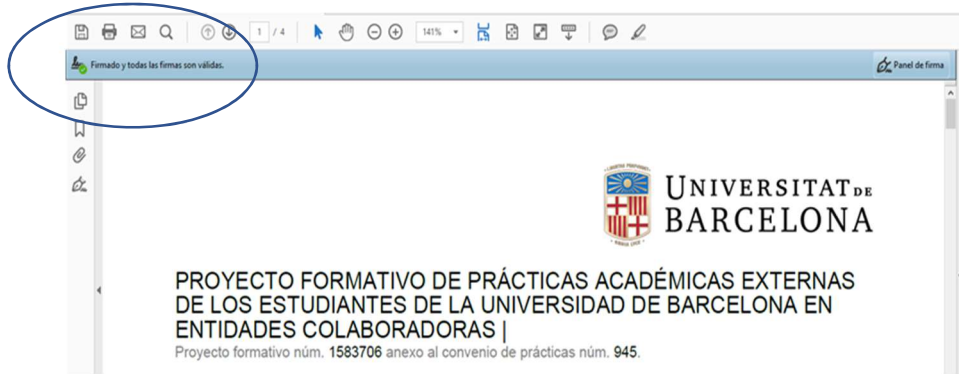 1 / 4
141%
Firmado y todas las firmas son válidas.
Panel de firma
UNIVERSITAT DE
BARCELONA
PROYECTO FORMATIVO DE PRÁCTICAS ACADÉMICAS EXTERNAS
DE LOS ESTUDIANTES DE LA UNIVERSIDAD DE BARCELONA EN
ENTIDADES COLABORADORAS |
Proyecto formativo núm. 1583706 anexo al convenio de prácticas núm. 945.